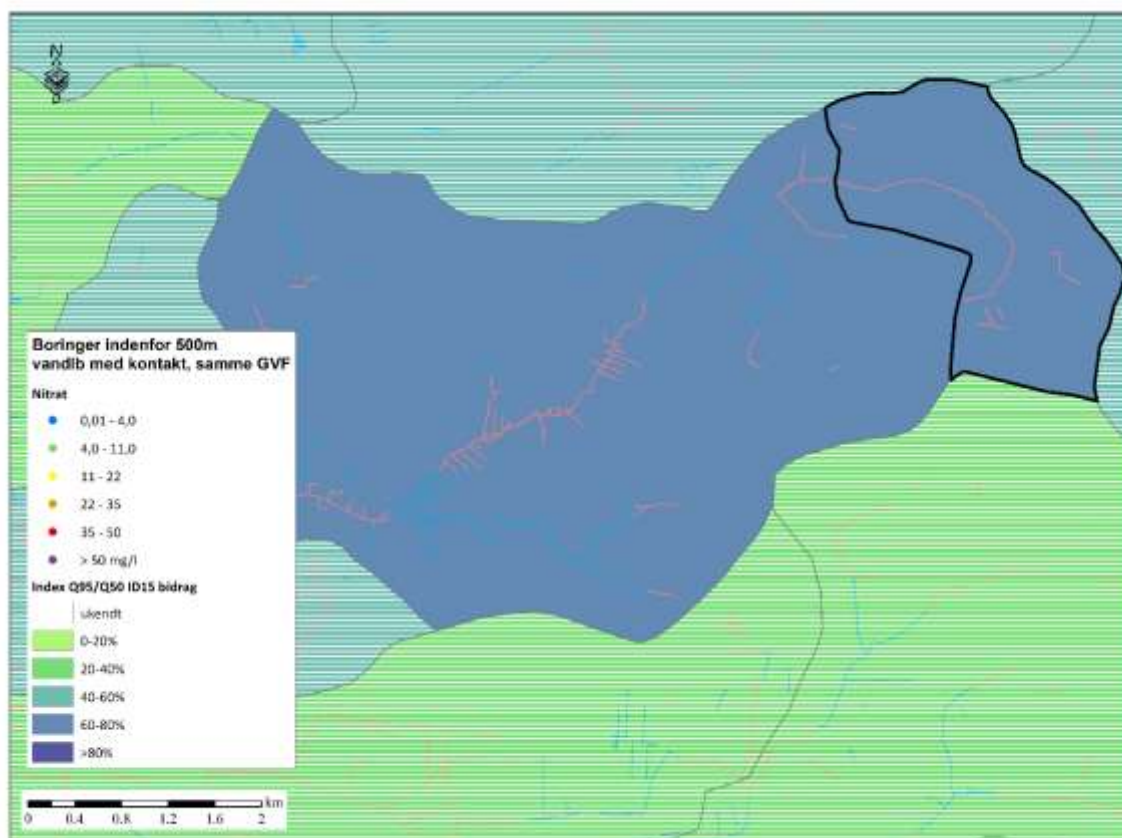 N
Boringer indenfor 500m
vandlb med kontakt, samme GVF
Nitrat
0,01 - 4,0
4,0 - 11,0
11 - 22
22 - 35
35 - 50
> 50 mg/l
Index Q95/Q50 ID15 bidrag
ukendt
0-20%
20-40%
40-60%
60-80%
>80%
km
0 0.4 0.8 1.2 1.6 2